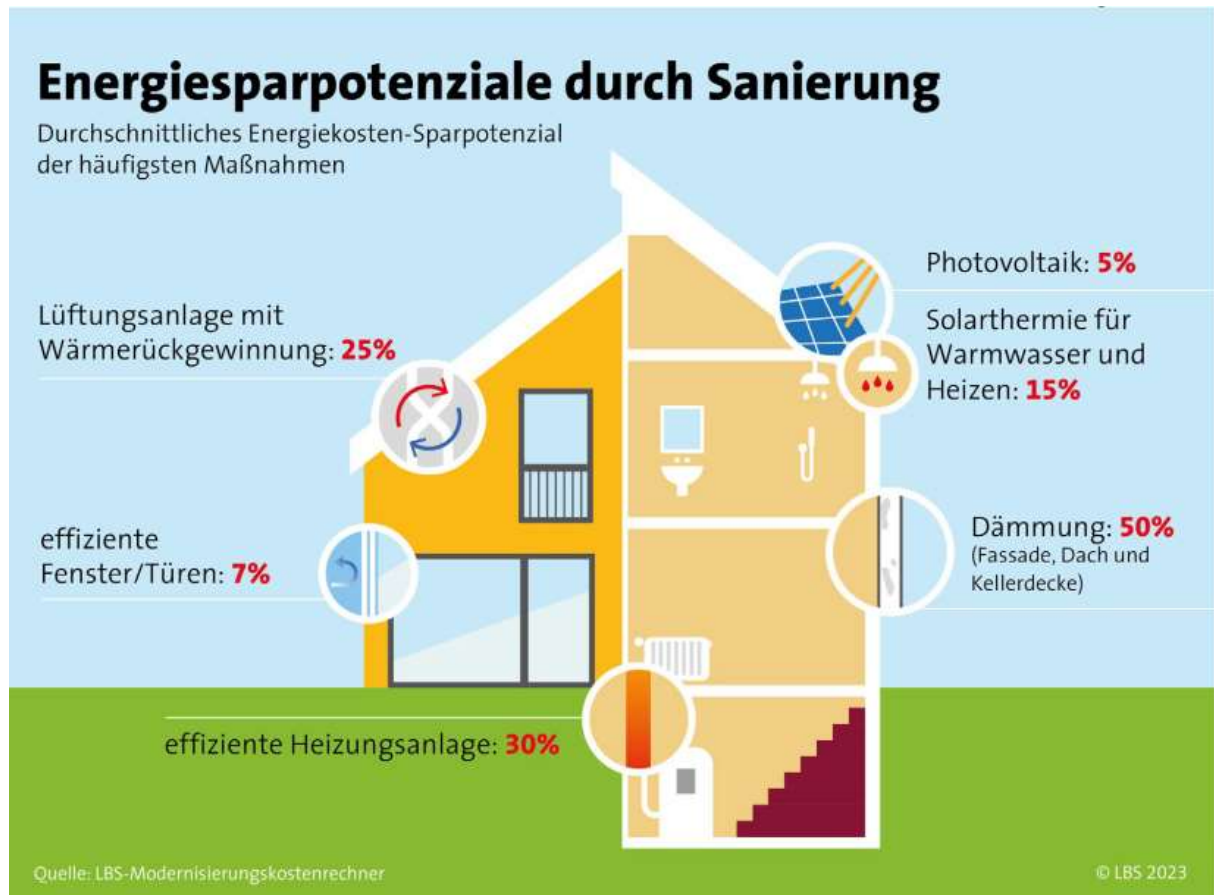 Energiesparpotenziale durch Sanierung
Durchschnittliches Energiekosten-Sparpotenzial
der häufigsten Maßnahmen
Photovoltaik: 5%
Lüftungsanlage mit
Wärmerückgewinnung: 25%
Solarthermie für
Warmwasser und
Heizen: 15%
effiziente
Fenster/Türen: 7%
Dämmung: 50%
(Fassade, Dach und
Kellerdecke)
effiziente Heizungsanlage: 30%
Quelle: LBS-Modernisierungskostenrechner
© LBS 2023